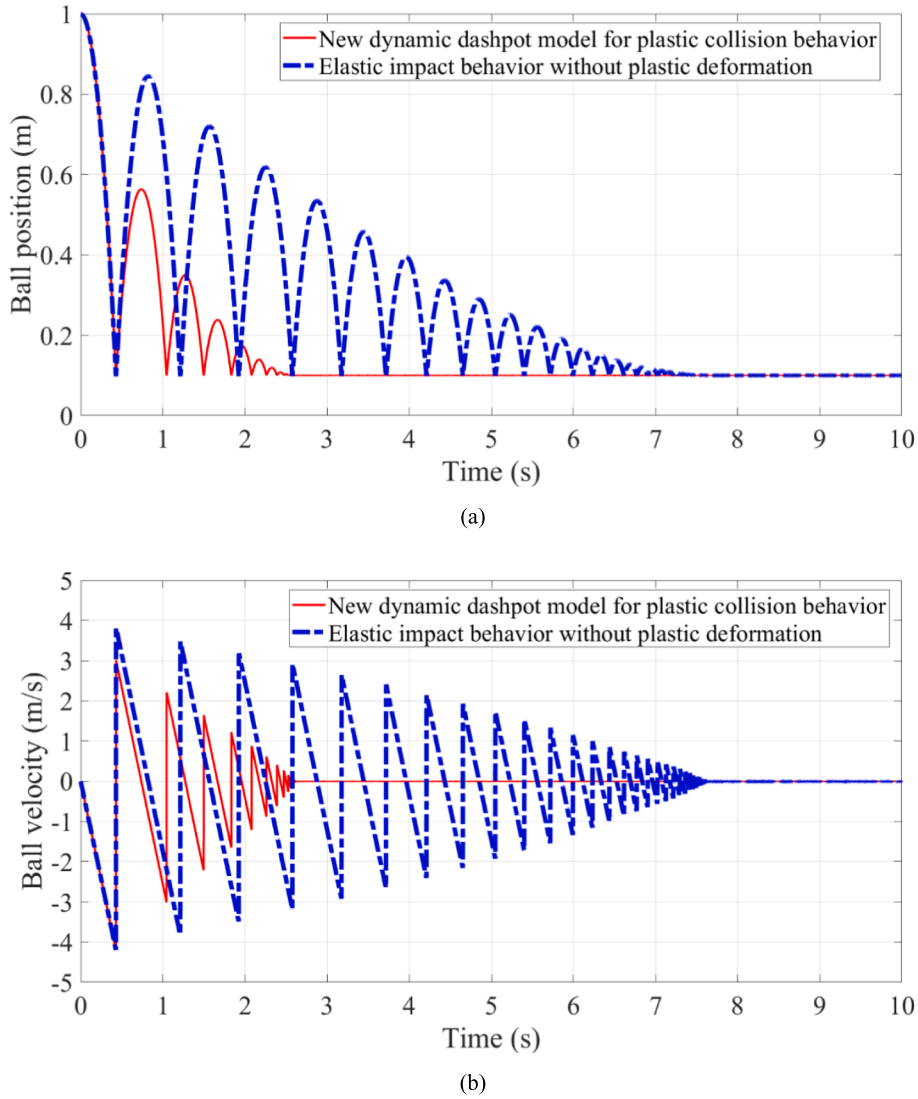 New dynamic dashpot model for plastic collision behavior
Elastic impact behavior without plastic deformation
Ball position (m)
1
0.8
0.6
0.4
0.2
0
0 1 2 3 4 5 6 7 8 9 10
Time (s)
(a)
New dynamic dashpot model for plastic collision behavior
Elastic impact behavior without plastic deformation
Ball velocity (m/s)
5
4
3
2
1
0
-1
-2
-3
-4
-5
0 1 2 3 4 5 6 7 8 9 10
Time (s)
(b)